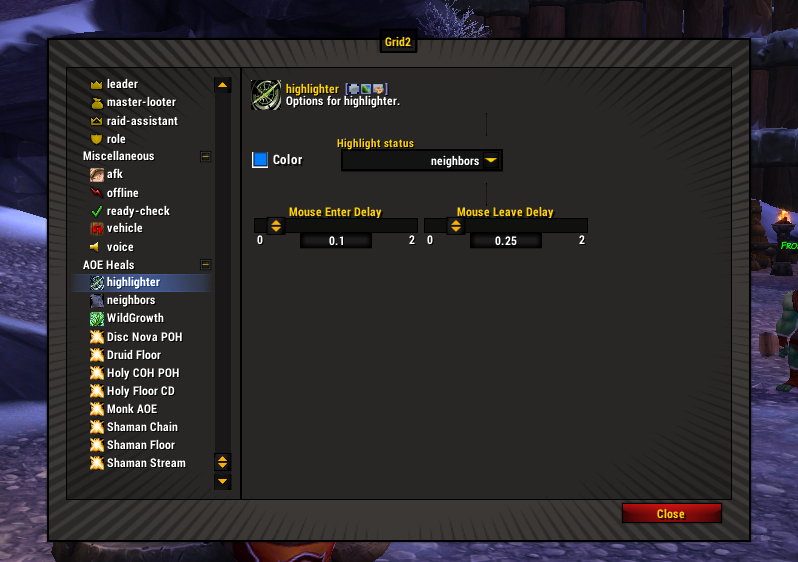 Grid2
leader
master-looter
raid-assistant
role
Miscellaneous
afk
offline
ready-check
vehicle
voice
AOE Heals
highlighter
neighbors
WildGrowth
Disc Nova POH
Druid Floor
Holy COH POH
Holy Floor CD
Monk AOE
Shaman Chain
Shaman Floor
Shaman Stream
highlighter
Options for highlighter.
Highlight status
Color
neighbors
Mouse Enter Delay
Mouse Leave Delay
0
0.1
2
0
0.25
2
Close